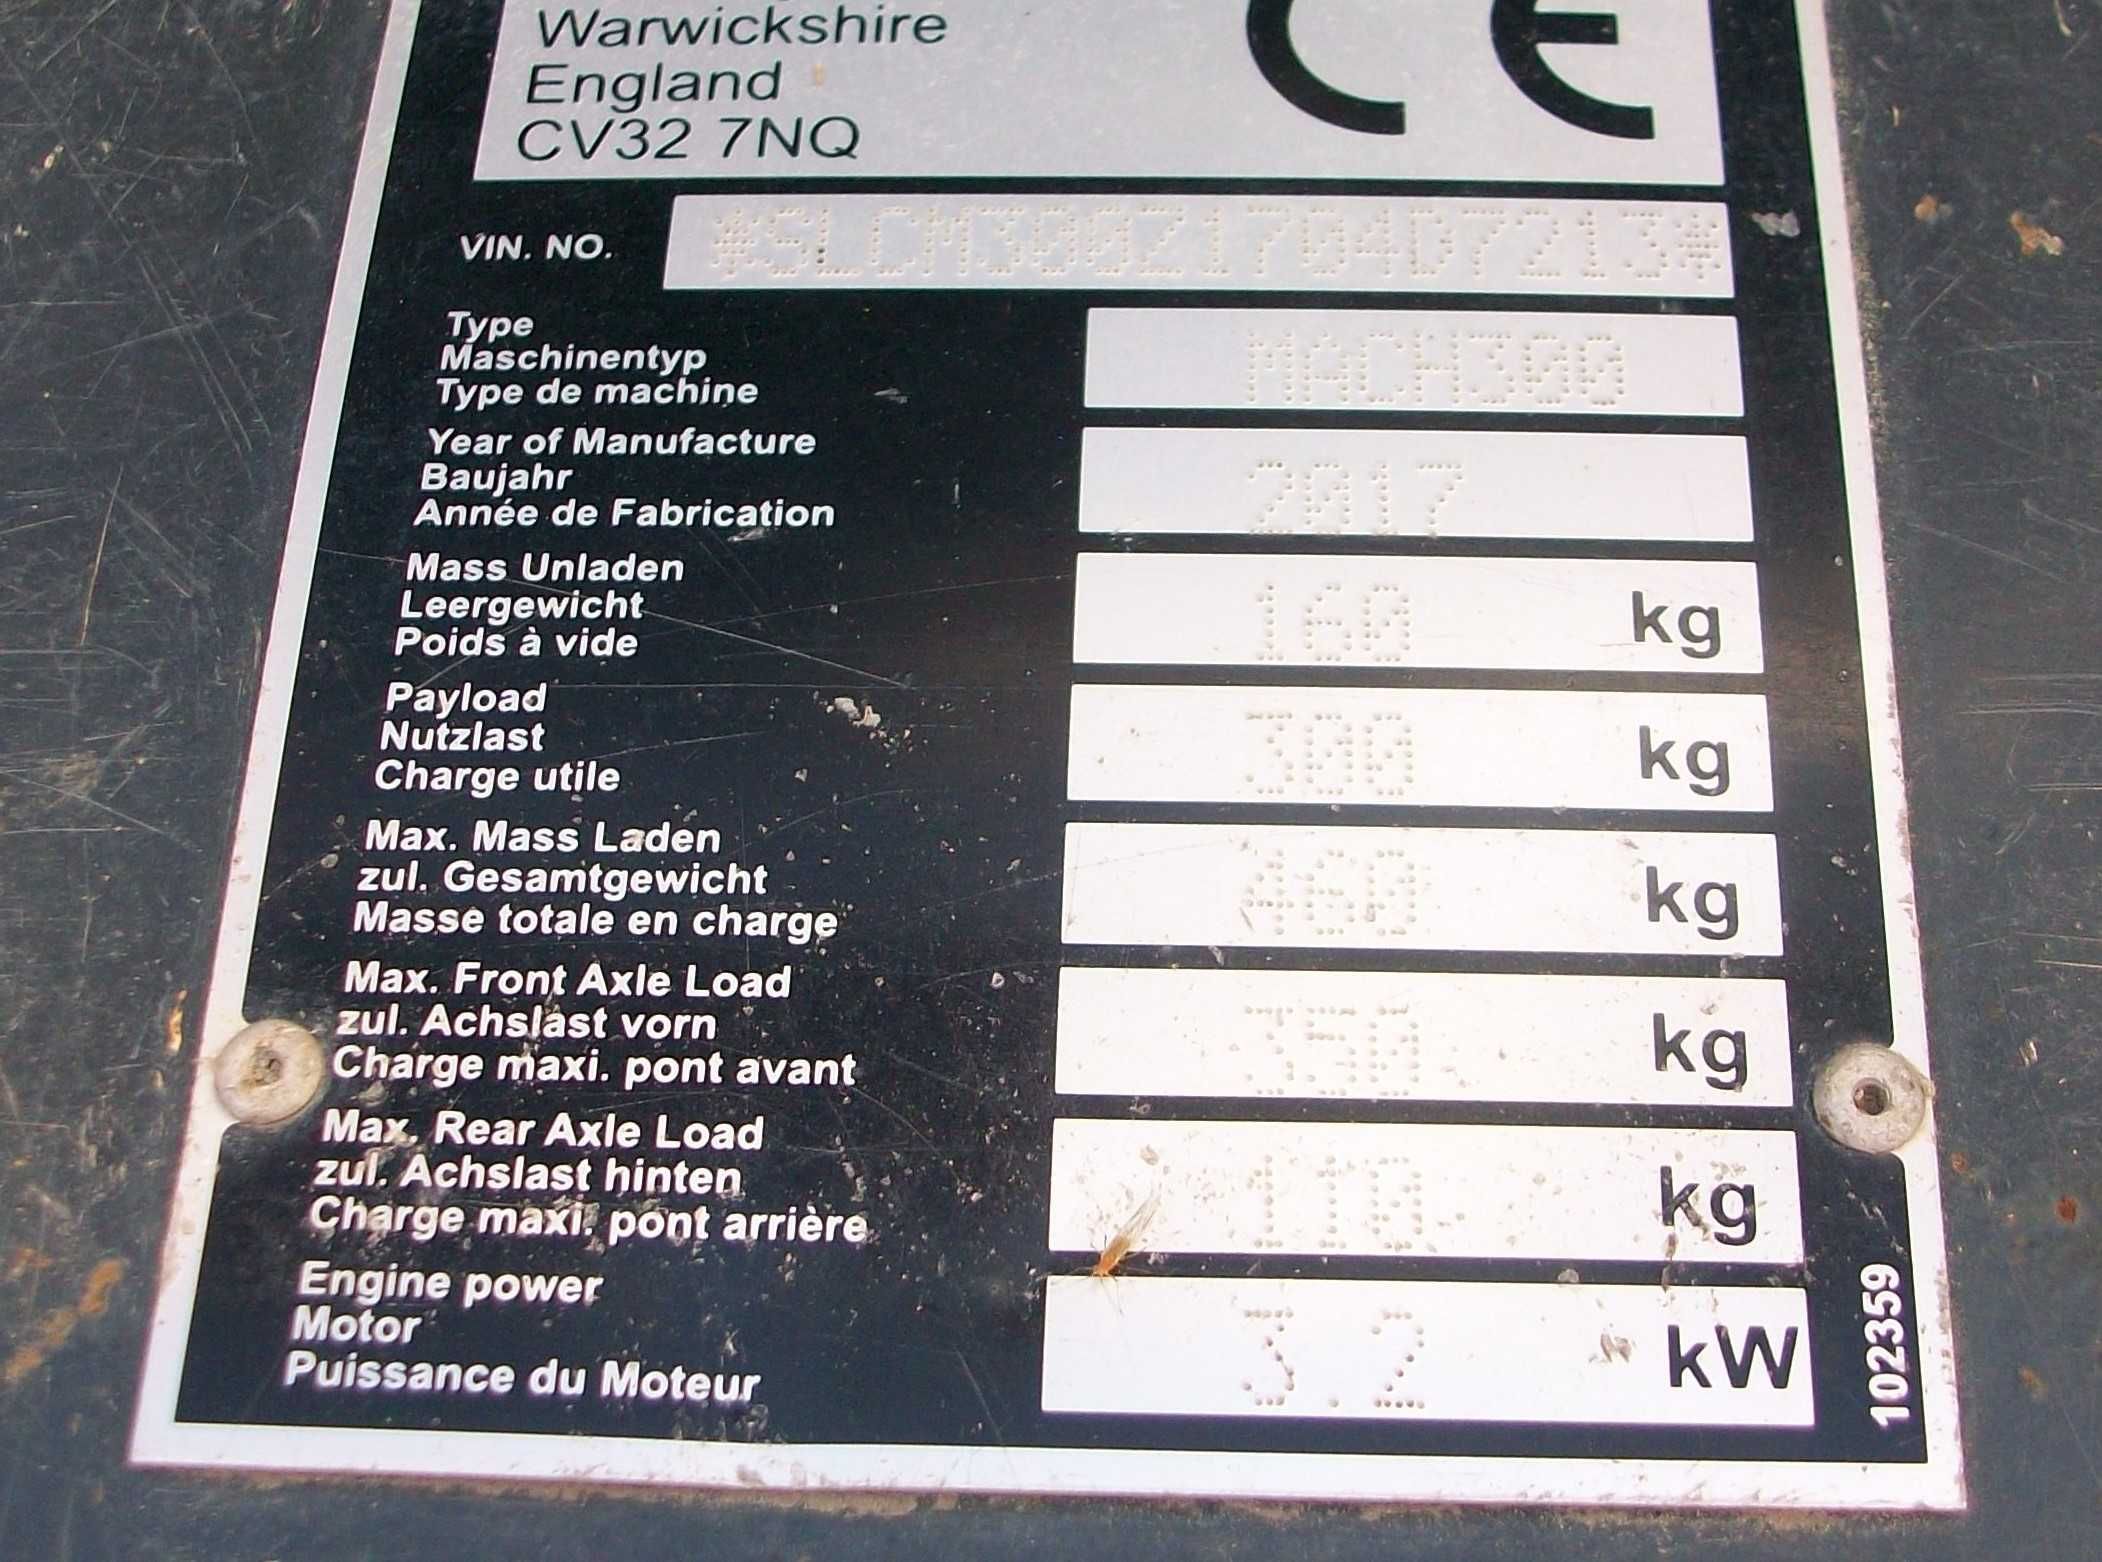 Warwickshire
England
CV32 7NQ
CE
VIN. NO. *SLCM300Z1704D7213*
Type
Maschinentyp
Type de machine
MACH300
Year of Manufacture
Baujahr
Année de Fabrication
2017
Mass Unladen
Leergewicht
Poids à vide
160 kg
Payload
Nutzlast
Charge utile
300 kg
Max. Mass Laden
zul. Gesamtgewicht
Masse totale en charge
460 kg
Max. Front Axle Load
zul. Achslast vorn
Charge maxi. pont avant
350 kg
Max. Rear Axle Load
zul. Achslast hinten
Charge maxi. pont arrière
110 kg
Engine power
Motor
Puissance du Moteur
3.2 kW
102359